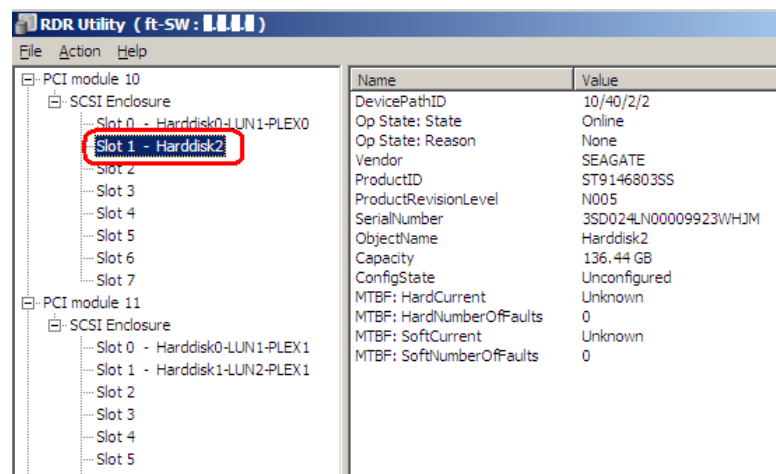 RDR Utility ( ft-SW : )
File Action Help
PCI module 10
SCSI Enclosure
Slot 0 - Harddisk0-LUN1-PLEX0
Slot 1 - Harddisk2
Slot 2
Slot 3
Slot 4
Slot 5
Slot 6
Slot 7
PCI module 11
SCSI Enclosure
Slot 0 - Harddisk0-LUN1-PLEX1
Slot 1 - Harddisk1-LUN2-PLEX1
Slot 2
Slot 3
Slot 4
Slot 5
Name Value
DevicePathID 10/40/2/2
Op State: State Online
Op State: Reason None
Vendor SEAGATE
ProductID ST9146803SS
ProductRevisionLevel N005
SerialNumber 3SD024LN00009923WHJM
ObjectName Harddisk2
Capacity 136.44 GB
ConfigState Unconfigured
MTBF: HardCurrent Unknown
MTBF: HardNumberOfFaults 0
MTBF: SoftCurrent Unknown
MTBF: SoftNumberOfFaults 0